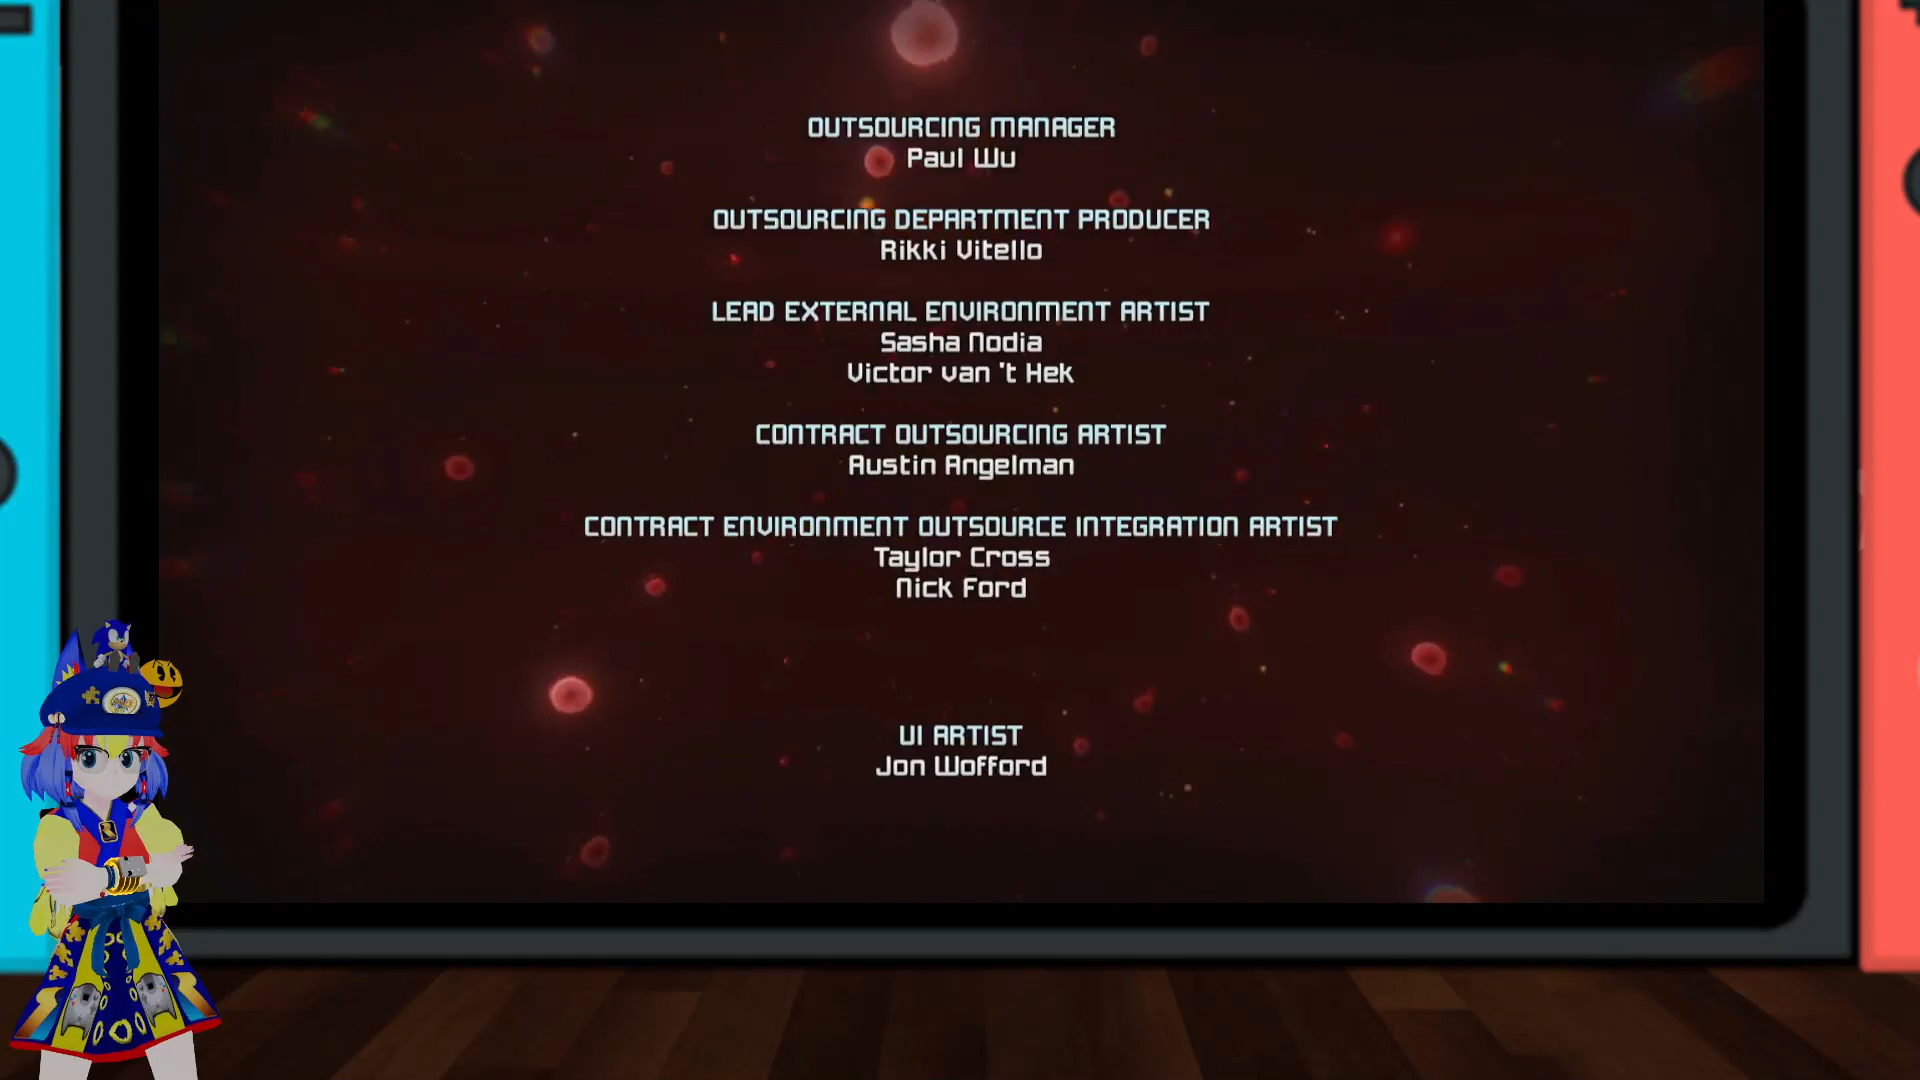 OUTSOURCING MANAGER
Paul Wu
OUTSOURCING DEPARTMENT PRODUCER
Rikki Vitello
LEAD EXTERNAL ENVIRONMENT ARTIST
Sasha Nodia
Victor van 't Hek
CONTRACT OUTSOURCING ARTIST
Austin Angelman
CONTRACT ENVIRONMENT OUTSOURCE INTEGRATION ARTIST
Taylor Cross
Nick Ford
UI ARTIST
Jon Wofford